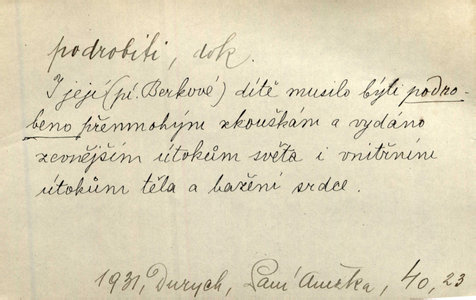 podrobiti, dok.
I její (pí. Berkové) dítě musilo býti podro-
beno přemnohým zkouškám a vydáno
zevnějším útokům světa i vnitřním
útokům těla a bažení srdce.
1931, Durych, Paní Anežka, 40, 23